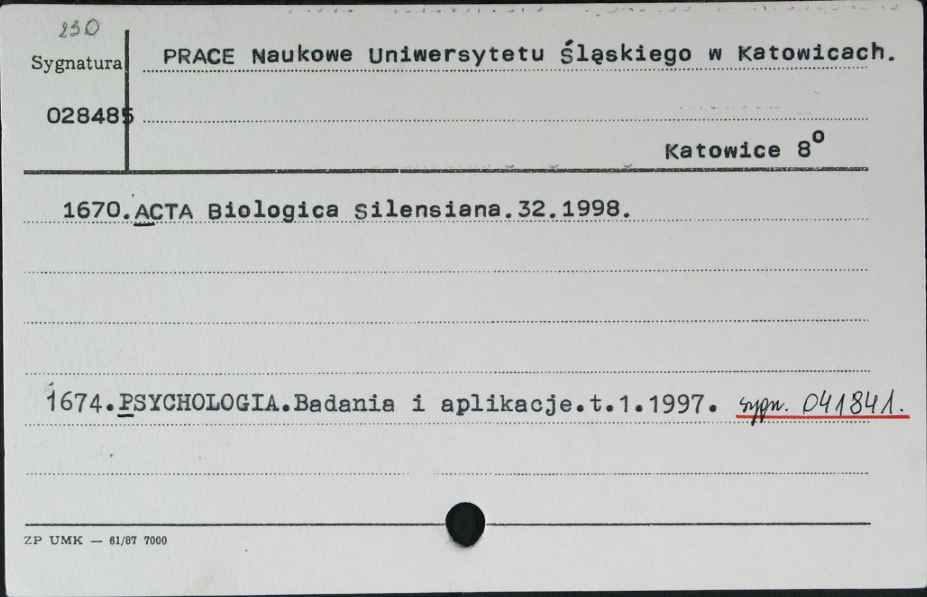 230
Sygnatura
PRACE Naukowe Uniwersytetu Śląskiego w Katowicach.
028485
Katowice 8°
1670.ACTA Biologica Silensiana.32.1998.
1674.PSYCHOLOGIA.Badania i aplikacje.t.1.1997. sygn. 041841.
ZP UMK — 61/87 7000